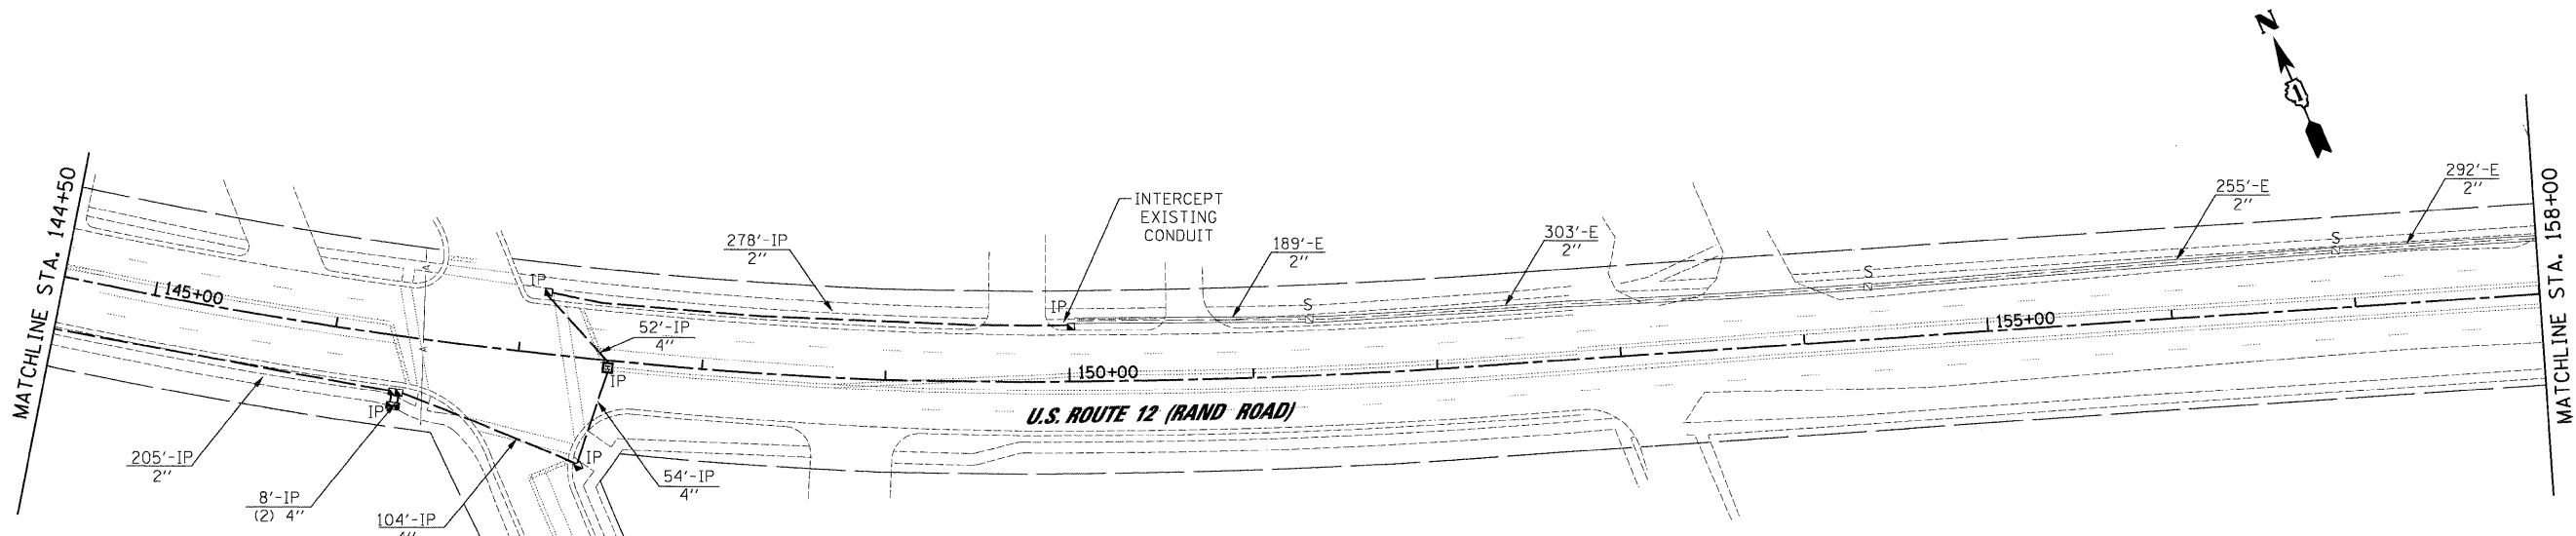 N
1
MATCHLINE STA. 144+50
145+00
A
A
205'-IP
2"
IP
8'-IP
(2) 4"
104'-IP
IP
278'-IP
2"
52'-IP
4"
IP
IP
54'-IP
4"
IP
INTERCEPT
EXISTING
CONDUIT
150+00
U.S. ROUTE 12 (RAND ROAD)
189'-E
2"
S
N
303'-E
2"
S
N
155+00
255'-E
2"
S
N
292'-E
2"
MATCHLINE STA. 158+00